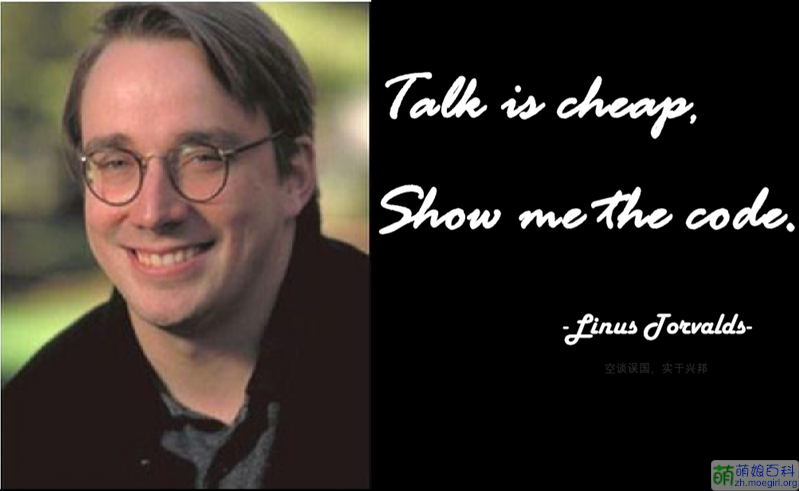 Talk is cheap,
Show me the code.
-Linus Torvalds-
空谈误国，实干兴邦
萌娘百科
zh.moegirl.org